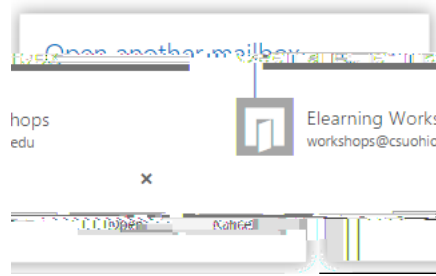 Open another mailbox
hops
edu
Elearning Works
workshops@csuohio
×
Open
Cancel